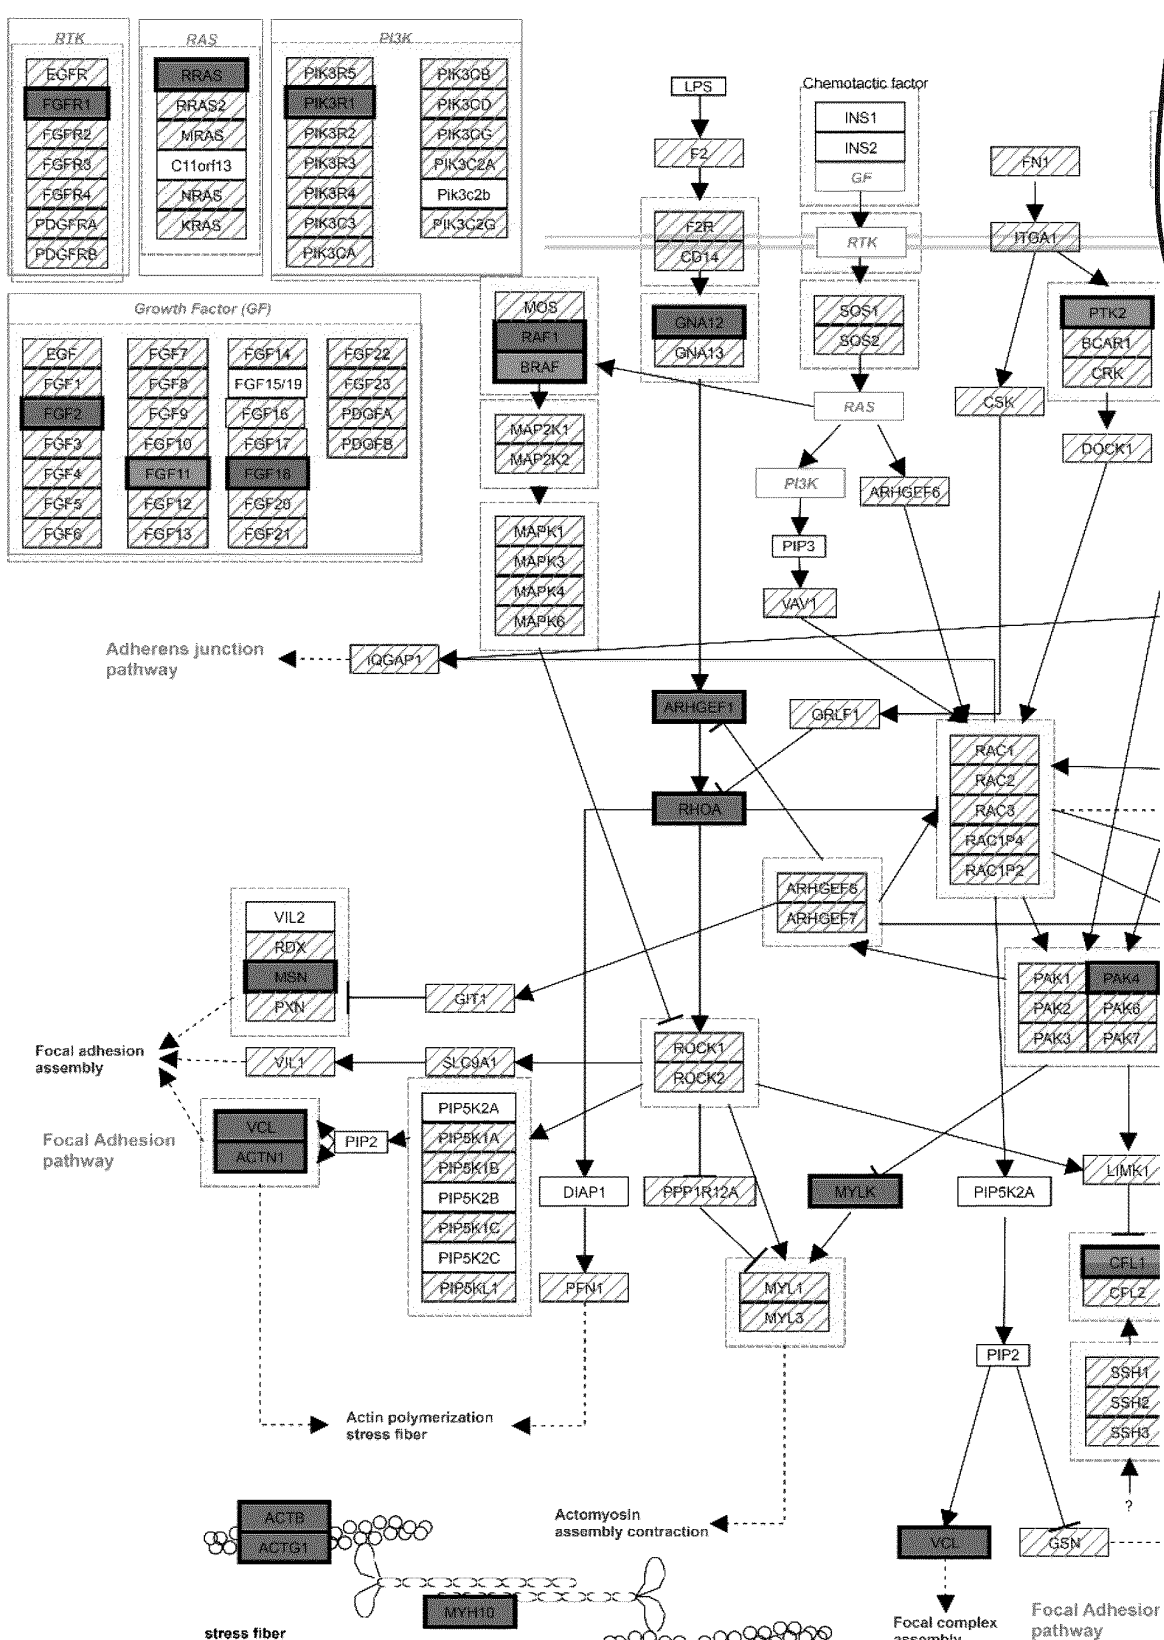 RTK
EGFR
FGFR1
FGFR2
FGFR3
FGFR4
PDGFRA
PDGFRB
RAS
RRAS
RRAS2
MRAS
C11orf13
NRAS
KRAS
PI3K
PIK3R5
PIK3R1
PIK3R2
PIK3R3
PIK3R4
PIK3C3
PIK3CA
PIK3CB
PIK3CD
PIK3CG
PIK3C2A
Pik3c2b
PIK3C2G
Growth Factor (GF)
EGF
FGF1
FGF2
FGF3
FGF4
FGF5
FGF6
FGF7
FGF8
FGF9
FGF10
FGF11
FGF12
FGF13
FGF14
FGF15/19
FGF16
FGF17
FGF18
FGF20
FGF21
FGF22
FGF23
PDGFA
PDGFB
MOS
RAF1
BRAF
MAP2K1
MAP2K2
MAPK1
MAPK3
MAPK4
MAPK6
LPS
F2
F2R
CD14
GNA12
GNA13
Chemotactic factor
INS1
INS2
GF
RTK
SOS1
SOS2
RAS
PI3K
ARHGEF6
PIP3
VAV1
FN1
ITGA1
PTK2
BCAR1
CRK
CSK
DOCK1
Adherens junction
pathway
IQGAP1
ARHGEF1
GRLF1
RHOA
RAC1
RAC2
RAC3
RAC1P4
RAC1P2
ARHGEF6
ARHGEF7
VIL2
RDX
MSN
PXN
GIT1
PAK1
PAK4
PAK2
PAK6
PAK3
PAK7
Focal adhesion
assembly
VIL1
SLC9A1
ROCK1
ROCK2
Focal Adhesion
pathway
VCL
ACTN1
PIP2
PIP5K2A
PIP5K1A
PIP5K1B
PIP5K2B
PIP5K1C
PIP5K2C
PIP5KL1
DIAP1
PPP1R12A
MYLK
PIP5K2A
LIMK1
PFN1
MYL1
MYL3
CFL1
CFL2
PIP2
SSH1
SSH2
SSH3
?
Actin polymerization
stress fiber
ACTB
ACTG1
Actomyosin
assembly contraction
VCL
GSN
MYH10
stress fiber
Focal complex
assembly
Focal Adhesion
pathway